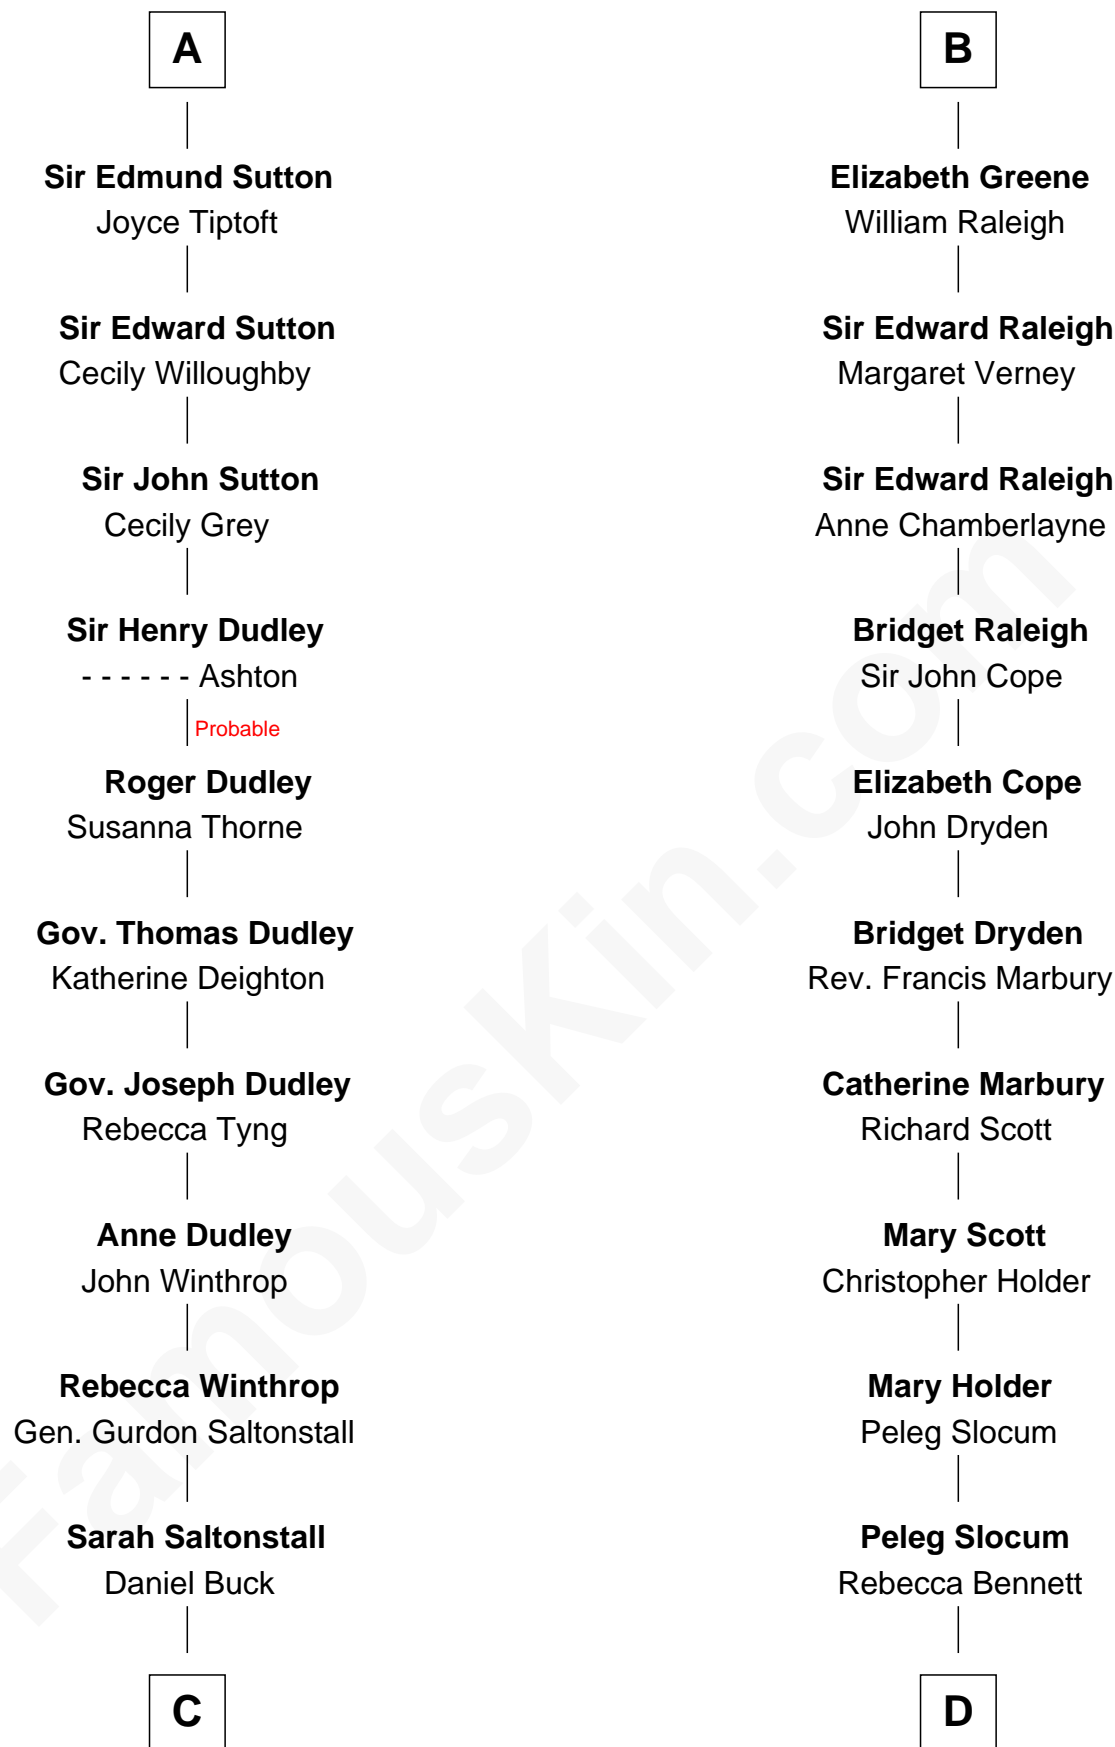 A
Sir Edmund Sutton
Joyce Tiptoft
Sir Edward Sutton
Cecily Willoughby
Sir John Sutton
Cecily Grey
Sir Henry Dudley
- - - - - - Ashton
Probable
Roger Dudley
Susanna Thorne
Gov. Thomas Dudley
Katherine Deighton
Gov. Joseph Dudley
Rebecca Tyng
Anne Dudley
John Winthrop
Rebecca Winthrop
Gen. Gurdon Saltonstall
Sarah Saltonstall
Daniel Buck
C
B
Elizabeth Greene
William Raleigh
Sir Edward Raleigh
Margaret Verney
Sir Edward Raleigh
Anne Chamberlayne
Bridget Raleigh
Sir John Cope
Elizabeth Cope
John Dryden
Bridget Dryden
Rev. Francis Marbury
Catherine Marbury
Richard Scott
Mary Scott
Christopher Holder
Mary Holder
Peleg Slocum
Peleg Slocum
Rebecca Bennett
D
FamousKin.com